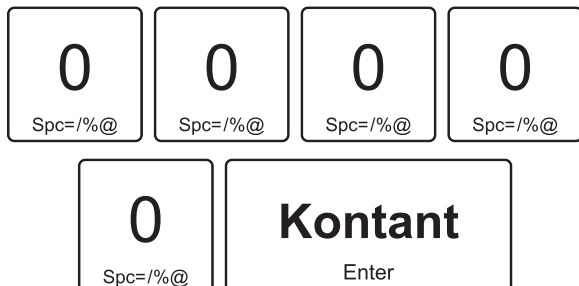 0 0 0 0
Spc=/%@ Spc=/%@ Spc=/%@ Spc=/%@
0 Kontant
Spc=/%@ Enter